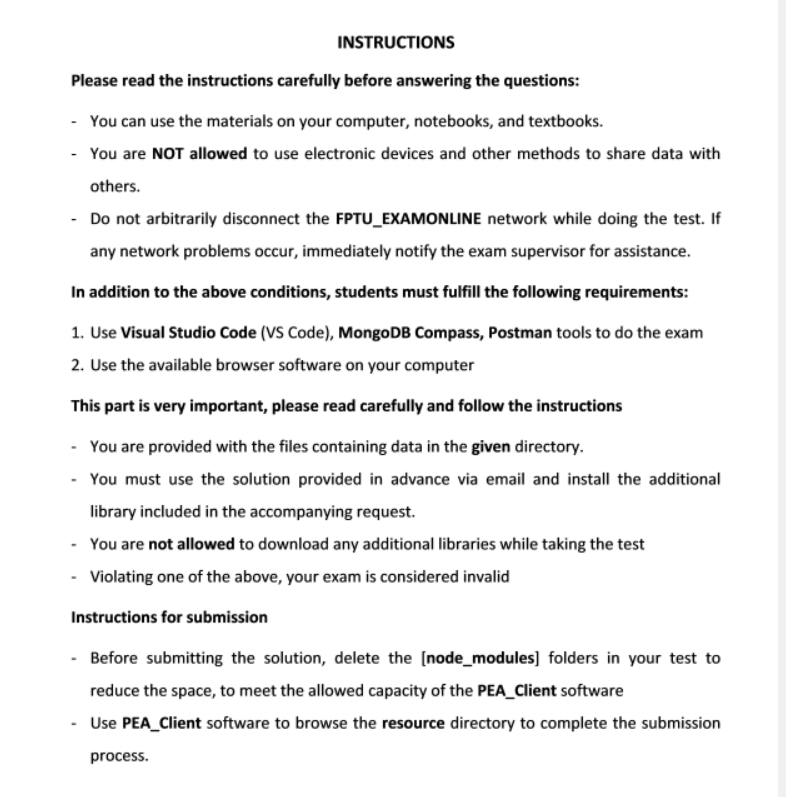 INSTRUCTIONS
Please read the instructions carefully before answering the questions:
- You can use the materials on your computer, notebooks, and textbooks.
- You are NOT allowed to use electronic devices and other methods to share data with
others.
- Do not arbitrarily disconnect the FPTU_EXAMONLINE network while doing the test. If
any network problems occur, immediately notify the exam supervisor for assistance.
In addition to the above conditions, students must fulfill the following requirements:
1. Use Visual Studio Code (VS Code), MongoDB Compass, Postman tools to do the exam
2. Use the available browser software on your computer
This part is very important, please read carefully and follow the instructions
- You are provided with the files containing data in the given directory.
- You must use the solution provided in advance via email and install the additional
library included in the accompanying request.
- You are not allowed to download any additional libraries while taking the test
- Violating one of the above, your exam is considered invalid
Instructions for submission
- Before submitting the solution, delete the [node_modules] folders in your test to
reduce the space, to meet the allowed capacity of the PEA_Client software
- Use PEA_Client software to browse the resource directory to complete the submission
process.